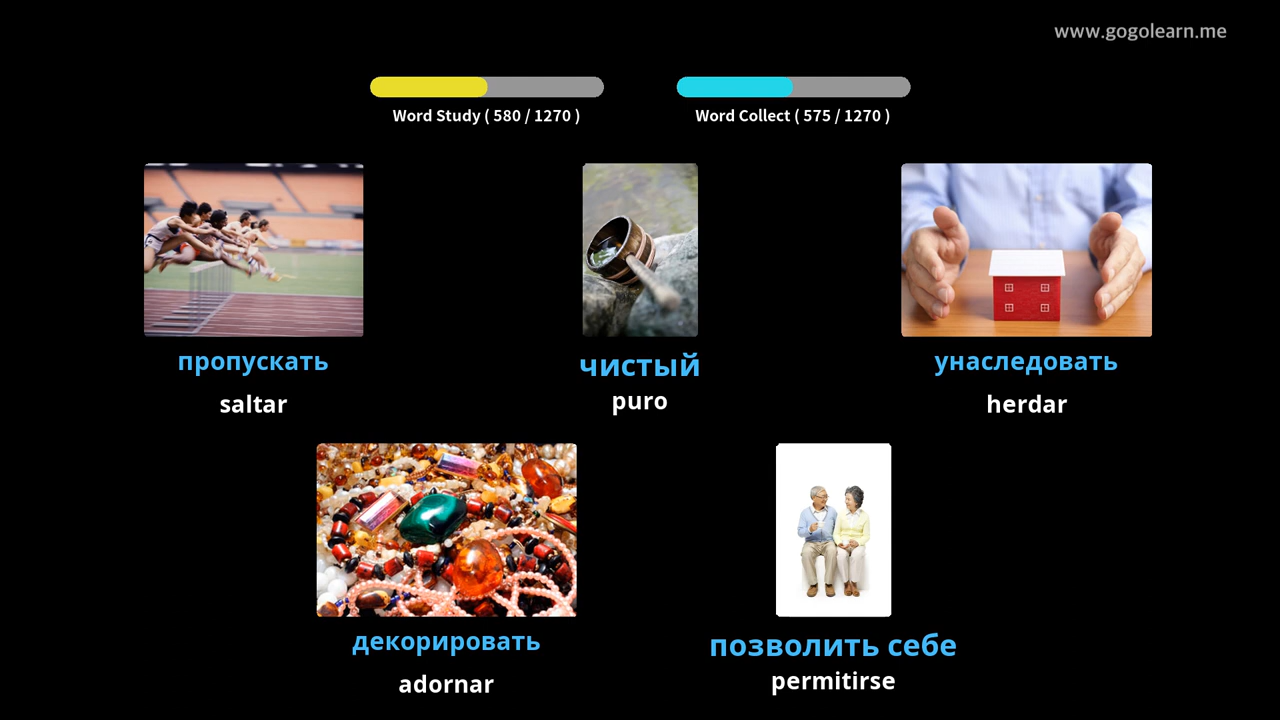 www.gogolearn.me
Word Study ( 580 / 1270 )
Word Collect ( 575 / 1270 )
пропускать
saltar
чистый
puro
унаследовать
herdar
декорировать
adornar
позволить себе
permitirse